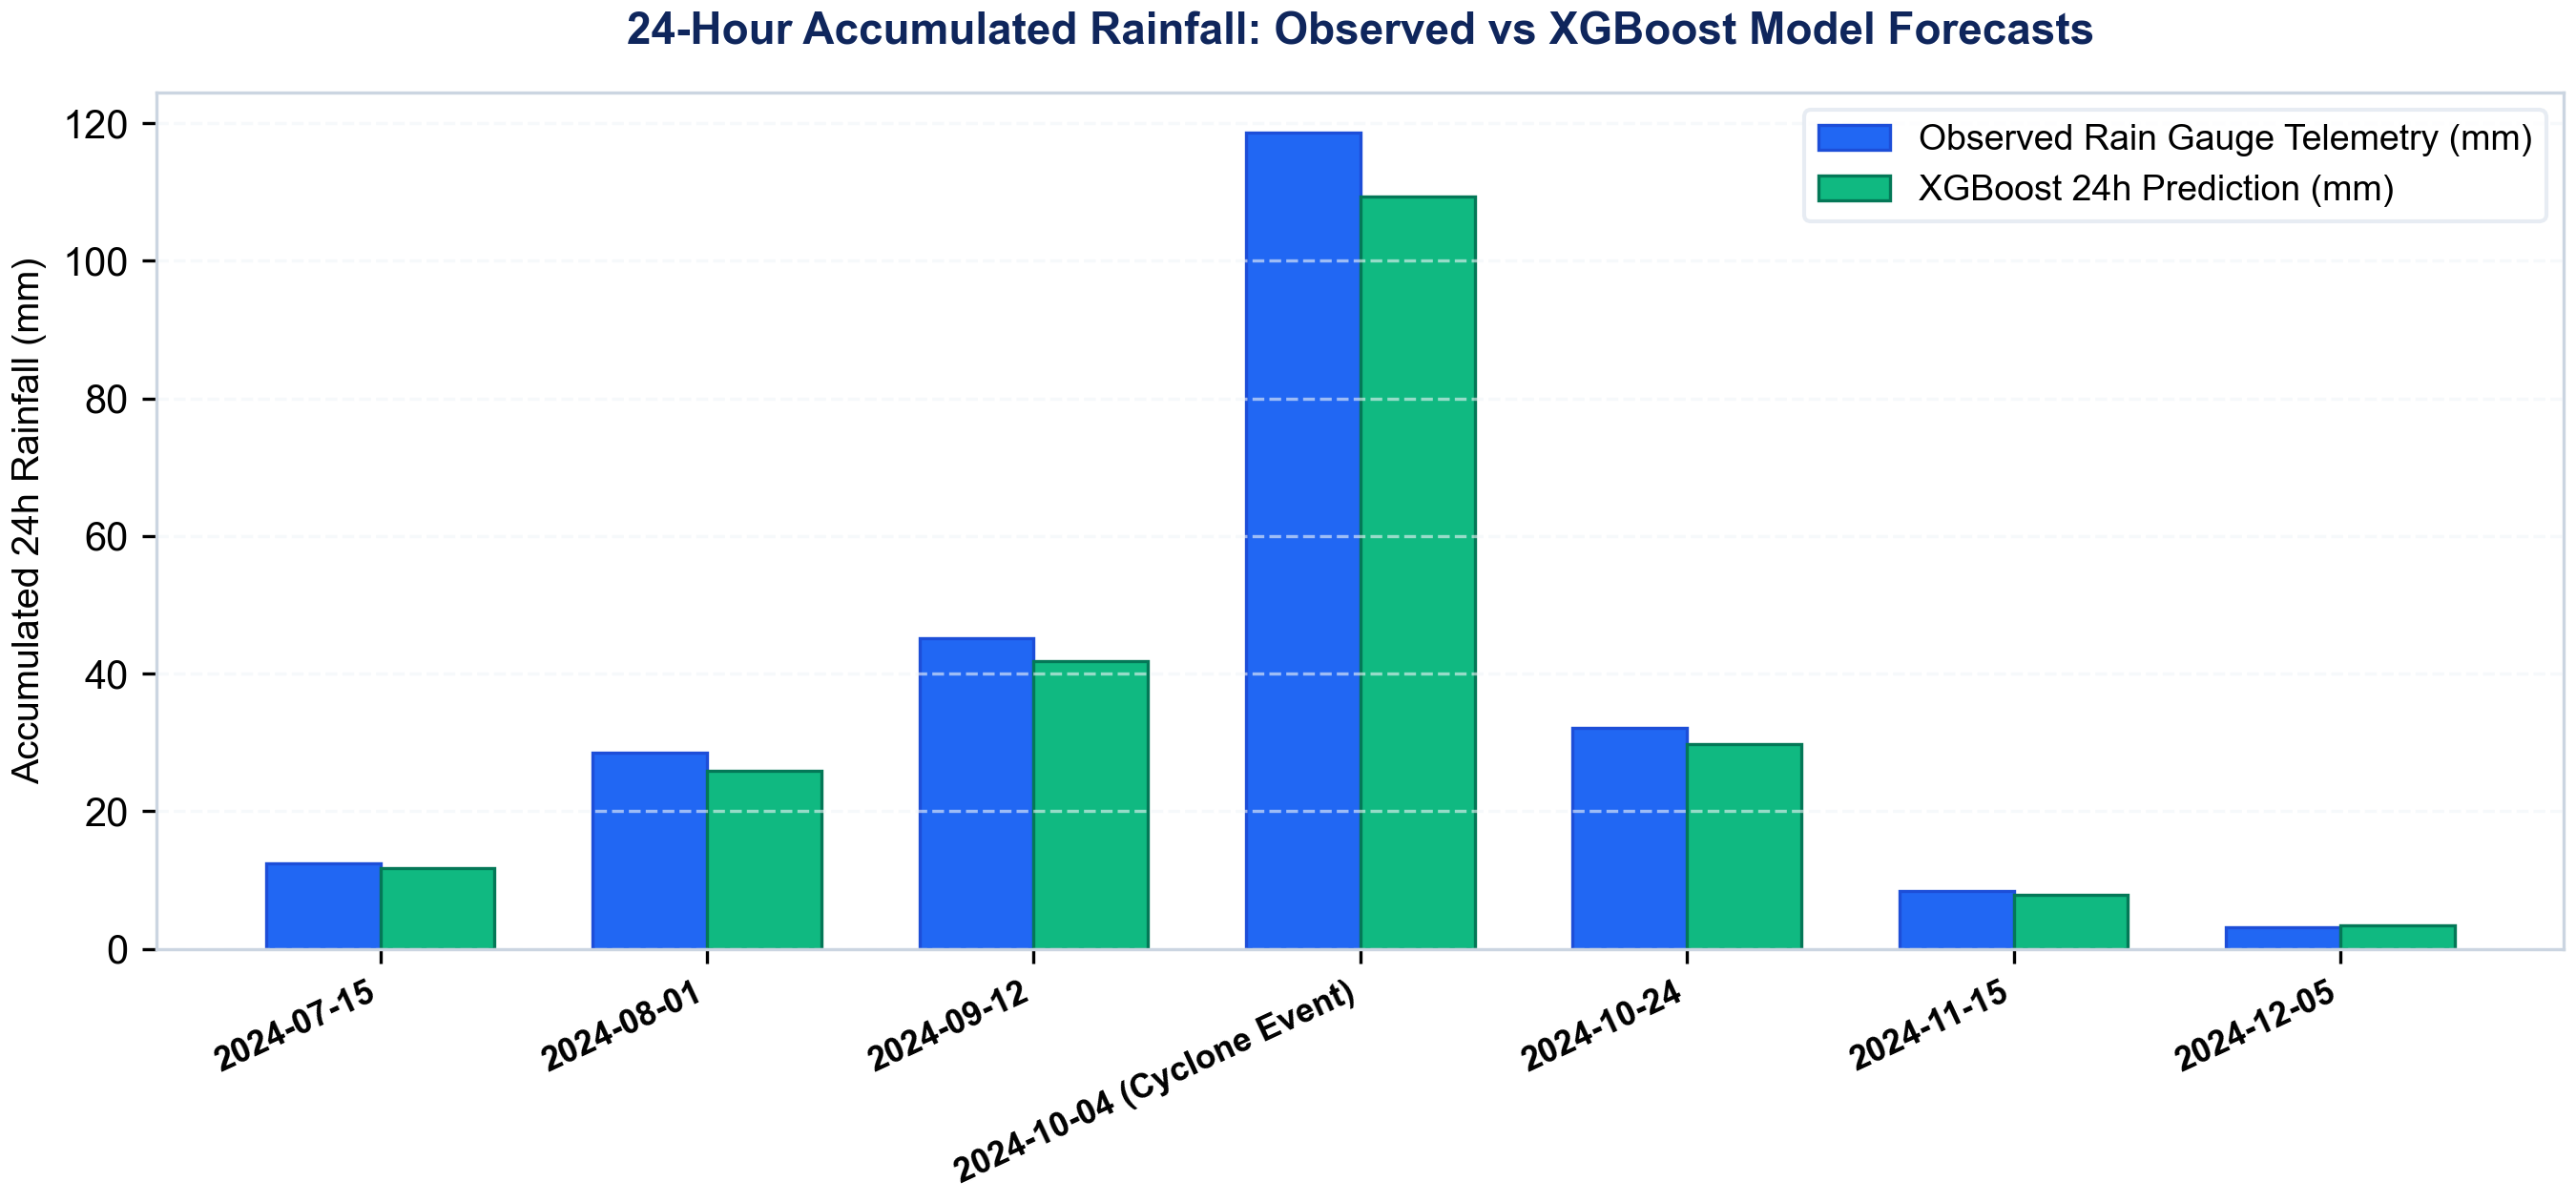 24-Hour Accumulated Rainfall: Observed vs XGBoost Model Forecasts
Observed Rain Gauge Telemetry (mm)
XGBoost 24h Prediction (mm)
Accumulated 24h Rainfall (mm)
120
100
80
60
40
20
0
2024-07-15
2024-08-01
2024-09-12
2024-10-04 (Cyclone Event)
2024-10-24
2024-11-15
2024-12-05